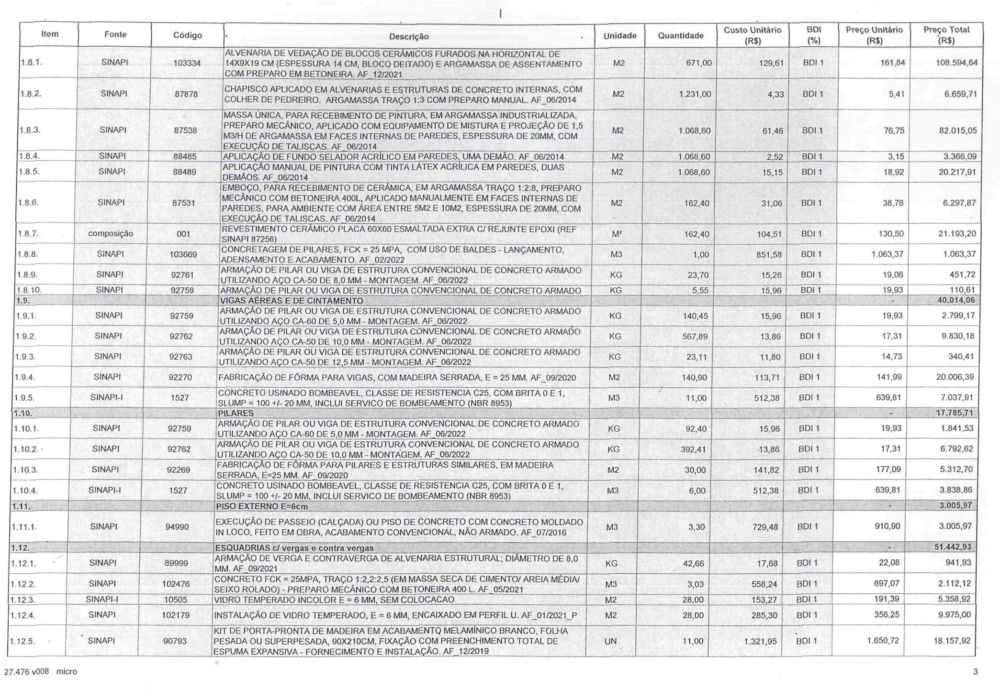 Item Fonte Código Descrição Unidade Quantidade Custo Unitário (R$) BDI (%) Preço Unitário (R$) Preço Total (R$)
1.8.1. SINAPI 103334 ALVENARIA DE VEDAÇÃO DE BLOCOS CERÂMICOS FURADOS NA HORIZONTAL DE
14X9X19 CM (ESPESSURA 14 CM, BLOCO DEITADO) E ARGAMASSA DE ASSENTAMENTO
COM PREPARO EM BETONEIRA. AF_12/2021 M2 671,00 129,61 BDI 1 161,84 108.594,64
1.8.2. SINAPI 87878 CHAPISCO APLICADO EM ALVENARIAS E ESTRUTURAS DE CONCRETO INTERNAS, COM
COLHER DE PEDREIRO. ARGAMASSA TRAÇO 1:3 COM PREPARO MANUAL. AF_06/2014 M2 1.231,00 4,33 BDI 1 5,41 6.659,71
1.8.3. SINAPI 87538 MASSA ÚNICA, PARA RECEBIMENTO DE PINTURA, EM ARGAMASSA INDUSTRIALIZADA,
PREPARO MECÂNICO, APLICADO COM EQUIPAMENTO DE MISTURA E PROJEÇÃO DE 1,5
M3/H DE ARGAMASSA EM FACES INTERNAS DE PAREDES, ESPESSURA DE 20MM, COM
EXECUÇÃO DE TALISCAS. AF_06/2014 M2 1.068,60 61,46 BDI 1 76,75 82.015,05
1.8.4. SINAPI 88485 APLICAÇÃO DE FUNDO SELADOR ACRÍLICO EM PAREDES, UMA DEMÃO. AF_06/2014 M2 1.068,60 2,52 BDI 1 3,15 3.366,09
1.8.5. SINAPI 88489 APLICAÇÃO MANUAL DE PINTURA COM TINTA LÁTEX ACRÍLICA EM PAREDES, DUAS
DEMÃOS. AF_06/2014 M2 1.068,60 15,15 BDI 1 18,92 20.217,91
1.8.6. SINAPI 87531 EMBOÇO, PARA RECEBIMENTO DE CERÂMICA, EM ARGAMASSA TRAÇO 1:2:8, PREPARO
MECÂNICO COM BETONEIRA 400L, APLICADO MANUALMENTE EM FACES INTERNAS DE
PAREDES, PARA AMBIENTE COM ÁREA ENTRE 5M2 E 10M2, ESPESSURA DE 20MM, COM
EXECUÇÃO DE TALISCAS. AF_06/2014 M2 162,40 31,06 BDI 1 38,78 6.297,87
1.8.7. composição 001 REVESTIMENTO CERÂMICO PLACA 60X60 ESMALTADA EXTRA C/ REJUNTE EPOXI (REF
SINAPI 87256) M² 162,40 104,51 BDI 1 130,50 21.193,20
1.8.8. SINAPI 103669 CONCRETAGEM DE PILARES, FCK = 25 MPA, COM USO DE BALDES - LANÇAMENTO,
ADENSAMENTO E ACABAMENTO. AF_02/2022 M3 1,00 851,58 BDI 1 1.063,37 1.063,37
1.8.9. SINAPI 92761 ARMAÇÃO DE PILAR OU VIGA DE ESTRUTURA CONVENCIONAL DE CONCRETO ARMADO
UTILIZANDO AÇO CA-50 DE 8,0 MM - MONTAGEM. AF_06/2022 KG 23,70 15,26 BDI 1 19,06 451,72
1.8.10. SINAPI 92759 ARMAÇÃO DE PILAR OU VIGA DE ESTRUTURA CONVENCIONAL DE CONCRETO ARMADO KG 5,55 15,96 BDI 1 19,93 110,61
1.9. VIGAS AÉREAS E DE CINTAMENTO - 40.014,06
1.9.1. SINAPI 92759 ARMAÇÃO DE PILAR OU VIGA DE ESTRUTURA CONVENCIONAL DE CONCRETO ARMADO
UTILIZANDO AÇO CA-60 DE 5,0 MM - MONTAGEM. AF_06/2022 KG 140,45 15,96 BDI 1 19,93 2.799,17
1.9.2. SINAPI 92762 ARMAÇÃO DE PILAR OU VIGA DE ESTRUTURA CONVENCIONAL DE CONCRETO ARMADO
UTILIZANDO AÇO CA-50 DE 10,0 MM - MONTAGEM. AF_06/2022 KG 567,89 13,86 BDI 1 17,31 9.830,18
1.9.3. SINAPI 92763 ARMAÇÃO DE PILAR OU VIGA DE ESTRUTURA CONVENCIONAL DE CONCRETO ARMADO
UTILIZANDO AÇO CA-50 DE 12,5 MM - MONTAGEM. AF_06/2022 KG 23,11 11,80 BDI 1 14,73 340,41
1.9.4. SINAPI 92270 FABRICAÇÃO DE FÔRMA PARA VIGAS, COM MADEIRA SERRADA, E = 25 MM. AF_09/2020 M2 140,90 113,71 BDI 1 141,99 20.006,39
1.9.5. SINAPI-I 1527 CONCRETO USINADO BOMBEAVEL, CLASSE DE RESISTENCIA C25, COM BRITA 0 E 1,
SLUMP = 100 +/- 20 MM, INCLUI SERVICO DE BOMBEAMENTO (NBR 8953) M3 11,00 512,38 BDI 1 639,81 7.037,91
1.10. PILARES - 17.785,71
1.10.1. SINAPI 92759 ARMAÇÃO DE PILAR OU VIGA DE ESTRUTURA CONVENCIONAL DE CONCRETO ARMADO
UTILIZANDO AÇO CA-60 DE 5,0 MM - MONTAGEM. AF_06/2022 KG 92,40 15,96 BDI 1 19,93 1.841,53
1.10.2. SINAPI 92762 ARMAÇÃO DE PILAR OU VIGA DE ESTRUTURA CONVENCIONAL DE CONCRETO ARMADO
UTILIZANDO AÇO CA-50 DE 10,0 MM - MONTAGEM. AF_06/2022 KG 392,41 13,86 BDI 1 17,31 6.792,62
1.10.3. SINAPI 92269 FABRICAÇÃO DE FÔRMA PARA PILARES E ESTRUTURAS SIMILARES, EM MADEIRA
SERRADA, E=25 MM. AF_09/2020 M2 30,00 141,82 BDI 1 177,09 5.312,70
1.10.4. SINAPI-I 1527 CONCRETO USINADO BOMBEAVEL, CLASSE DE RESISTENCIA C25, COM BRITA 0 E 1,
SLUMP = 100 +/- 20 MM, INCLUI SERVICO DE BOMBEAMENTO (NBR 8953) M3 6,00 512,38 BDI 1 639,81 3.838,86
1.11. PISO EXTERNO E=6cm - 3.005,97
1.11.1. SINAPI 94990 EXECUÇÃO DE PASSEIO (CALÇADA) OU PISO DE CONCRETO COM CONCRETO MOLDADO
IN LOCO, FEITO EM OBRA, ACABAMENTO CONVENCIONAL, NÃO ARMADO. AF_07/2016 M3 3,30 729,48 BDI 1 910,90 3.005,97
1.12. ESQUADRIAS c/ vergas e contra vergas - 51.442,93
1.12.1. SINAPI 89999 ARMAÇÃO DE VERGA E CONTRAVERGA DE ALVENARIA ESTRUTURAL; DIÂMETRO DE 8,0
MM. AF_09/2021 KG 42,66 17,68 BDI 1 22,08 941,93
1.12.2. SINAPI 102476 CONCRETO FCK = 25MPA, TRAÇO 1:2,2:2,5 (EM MASSA SECA DE CIMENTO/ AREIA MÉDIA/
SEIXO ROLADO) - PREPARO MECÂNICO COM BETONEIRA 400 L. AF_05/2021 M3 3,03 558,24 BDI 1 697,07 2.112,12
1.12.3. SINAPI-I 10505 VIDRO TEMPERADO INCOLOR E = 6 MM, SEM COLOCACAO M2 28,00 153,27 BDI 1 191,39 5.358,92
1.12.4. SINAPI 102179 INSTALAÇÃO DE VIDRO TEMPERADO, E = 6 MM, ENCAIXADO EM PERFIL U. AF_01/2021_P M2 28,00 285,30 BDI 1 356,25 9.975,00
1.12.5. SINAPI 90793 KIT DE PORTA-PRONTA DE MADEIRA EM ACABAMENTO MELAMÍNICO BRANCO, FOLHA
PESADA OU SUPERPESADA, 90X210CM, FIXAÇÃO COM PREENCHIMENTO TOTAL DE
ESPUMA EXPANSIVA - FORNECIMENTO E INSTALAÇÃO. AF_12/2019 UN 11,00 1.321,95 BDI 1 1.650,72 18.157,92
27.476 v008 micro 3